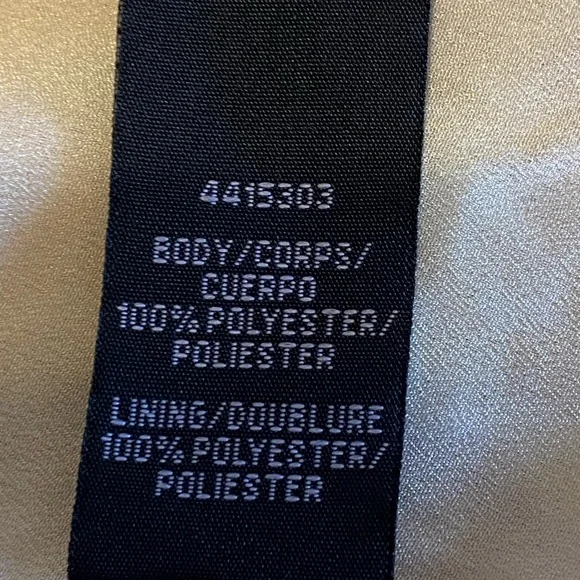 4415303
BODY/CORPS/
CUERPO
100% POLYESTER/
POLIESTER
LINING/DOUBLURE
100% POLYESTER/
POLIESTER